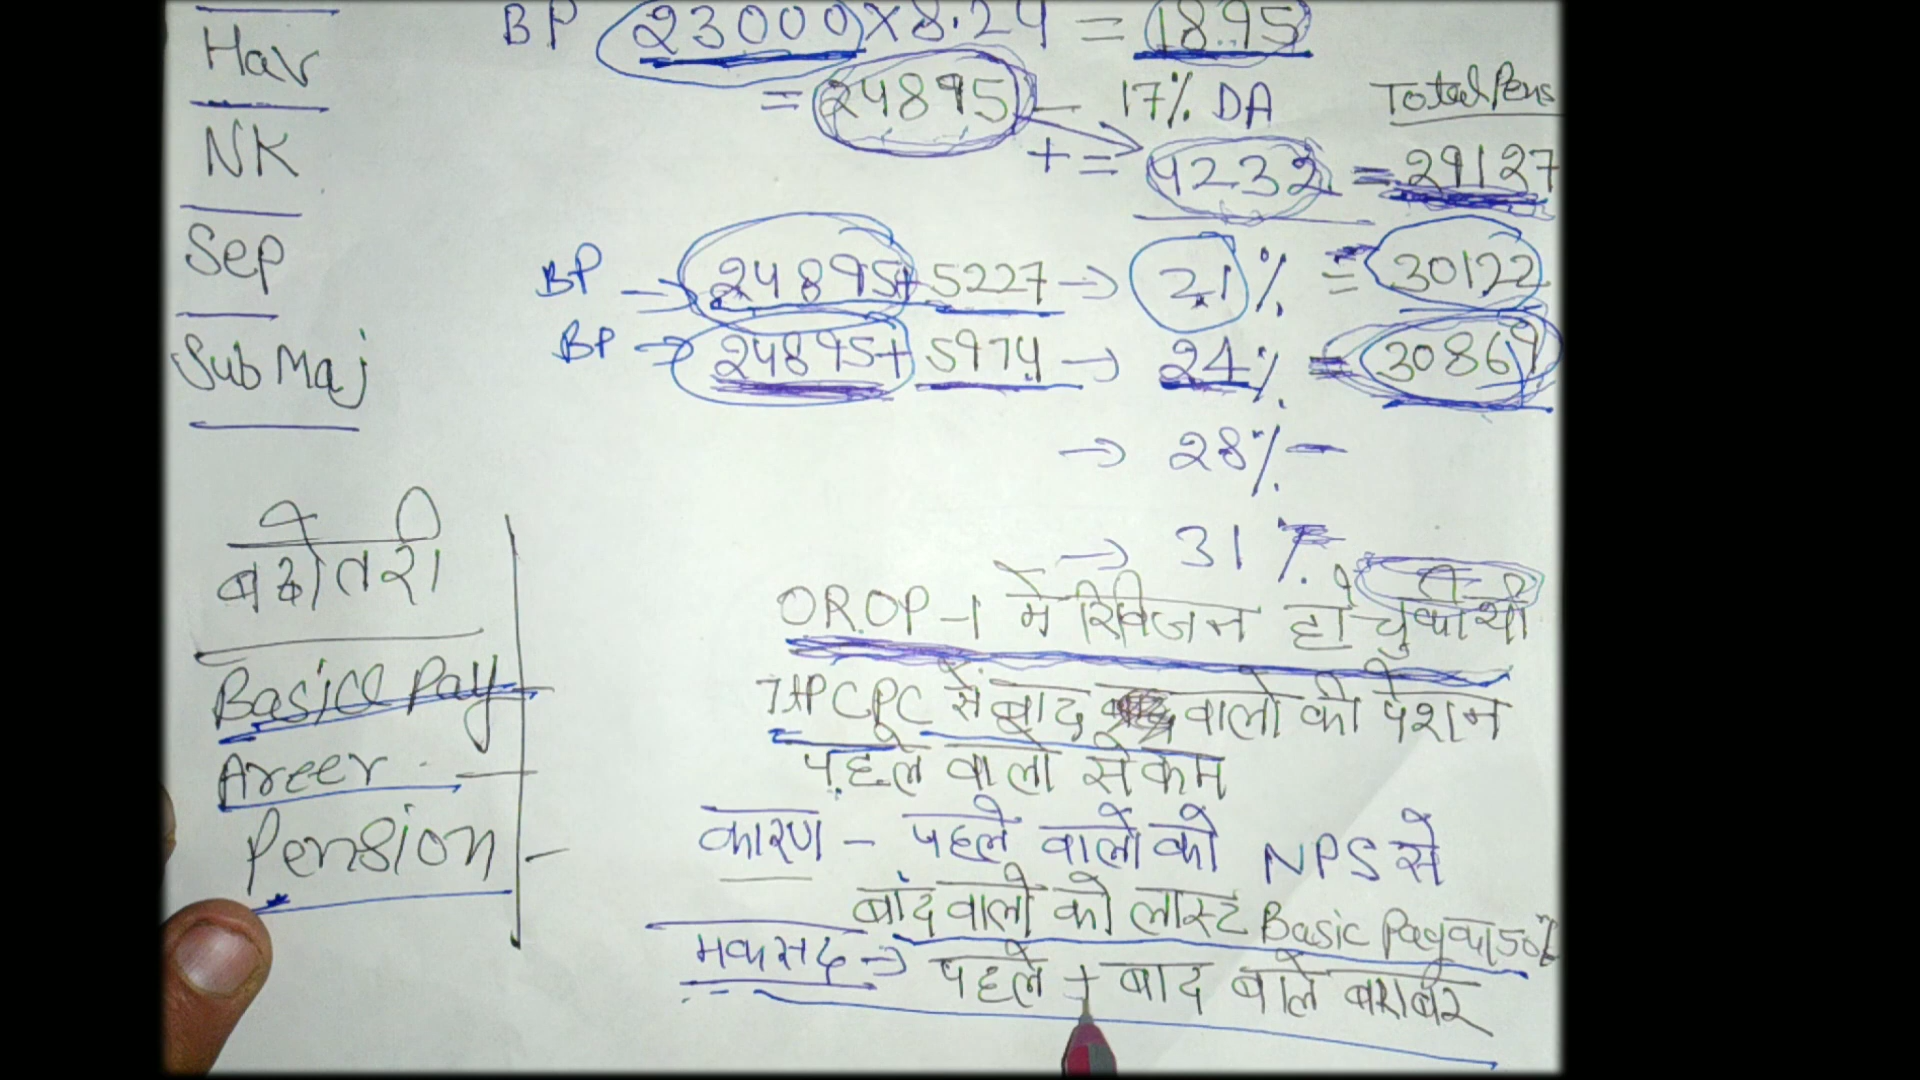 Hav
NK
Sep
Sub Maj
BP 23000 x 8.24 = 1895
= 24895 - 17% DA Total Pens
+ = 4232 = 29127
BP → 24895 + 5227 → 21% = 30122
BP → 24895 + 5974 → 24% = 30869
→ 28% -
→ 31%
बढोतरी
Basice Pay -
Areer -
Pension -
OROP-1 में रिविजन हो चुकी थी
7th CPC से बाद वालो की पेंशन
पहले वालो से कम
कारण - पहले वालों को NPS से
बाद वालो को लास्ट Basic Pay का 50%
मकसद → पहले + बाद वाले बराबर